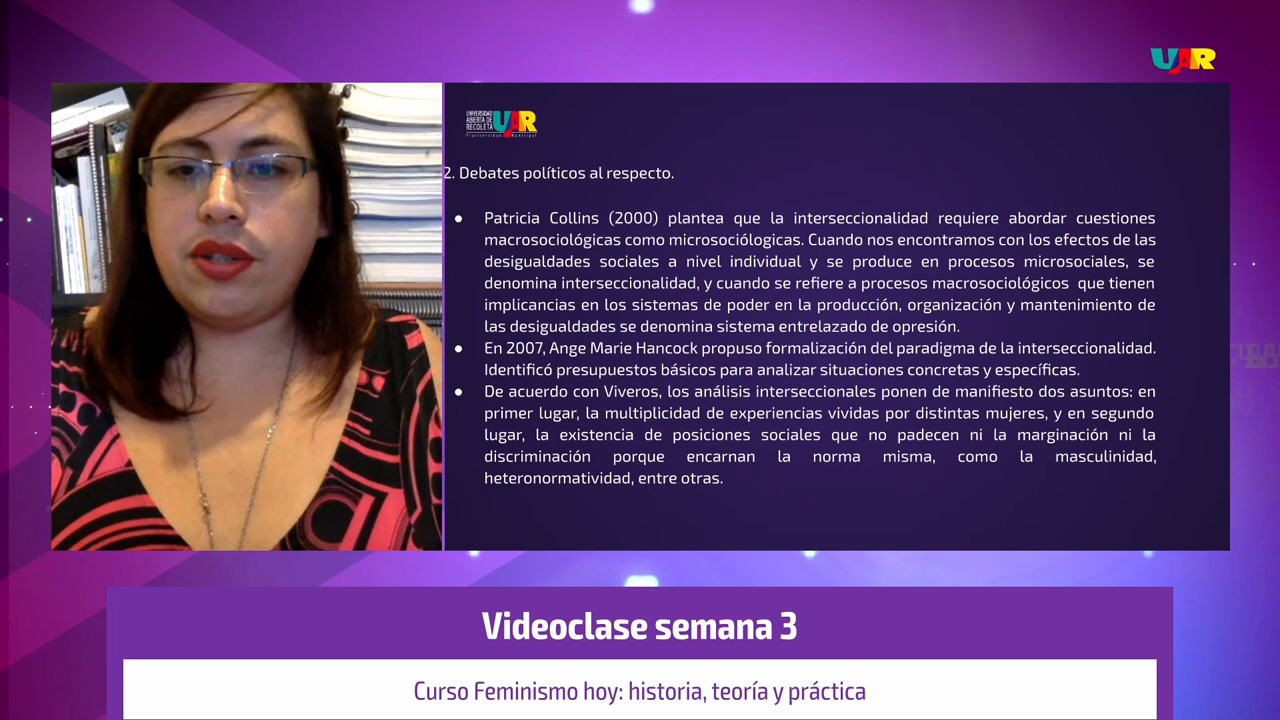 UAR
UNIVERSIDAD
ABIERTA DE
RECOLETA
UAR
Pluriversidad Municipal
2. Debates políticos al respecto.
● Patricia Collins (2000) plantea que la interseccionalidad requiere abordar cuestiones
macrosociológicas como microsociólogicas. Cuando nos encontramos con los efectos de las
desigualdades sociales a nivel individual y se produce en procesos microsociales, se
denomina interseccionalidad, y cuando se refiere a procesos macrosociológicos que tienen
implicancias en los sistemas de poder en la producción, organización y mantenimiento de
las desigualdades se denomina sistema entrelazado de opresión.
● En 2007, Ange Marie Hancock propuso formalización del paradigma de la interseccionalidad.
Identificó presupuestos básicos para analizar situaciones concretas y específicas.
● De acuerdo con Viveros, los análisis interseccionales ponen de manifiesto dos asuntos: en
primer lugar, la multiplicidad de experiencias vividas por distintas mujeres, y en segundo
lugar, la existencia de posiciones sociales que no padecen ni la marginación ni la
discriminación porque encarnan la norma misma, como la masculinidad,
heteronormatividad, entre otras.
Videoclase semana 3
Curso Feminismo hoy: historia, teoría y práctica